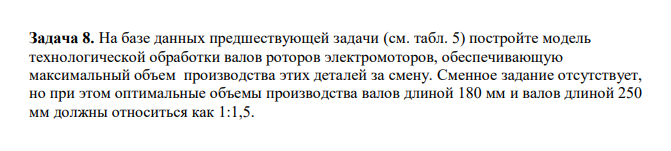 Задача 8. На базе данных предшествующей задачи (см. табл. 5) постройте модель
технологической обработки валов роторов электромоторов, обеспечивающую
максимальный объем производства этих деталей за смену. Сменное задание отсутствует,
но при этом оптимальные объемы производства валов длиной 180 мм и валов длиной 250
мм должны относиться как 1:1,5.